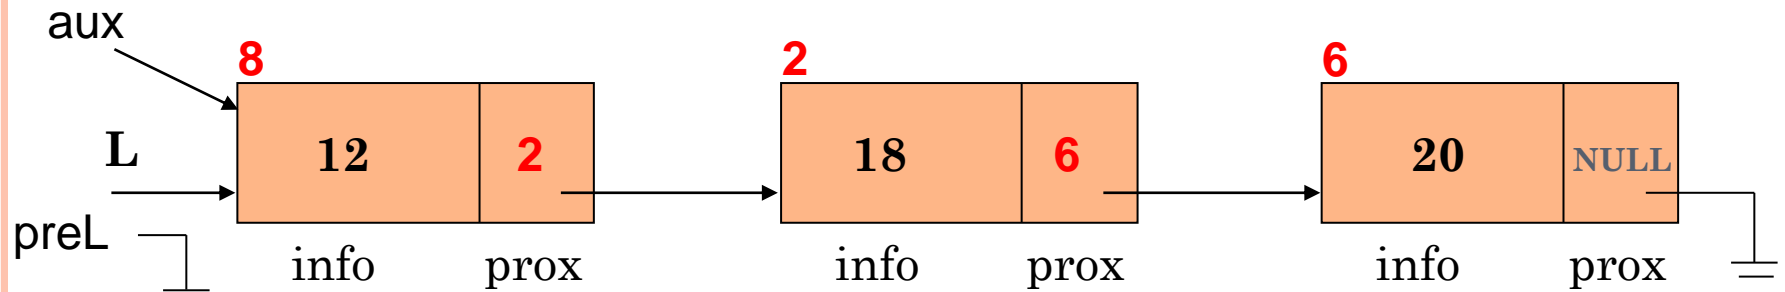 aux
8 2 6
L 12 2 18 6 20 NULL
preL
info prox info prox info prox